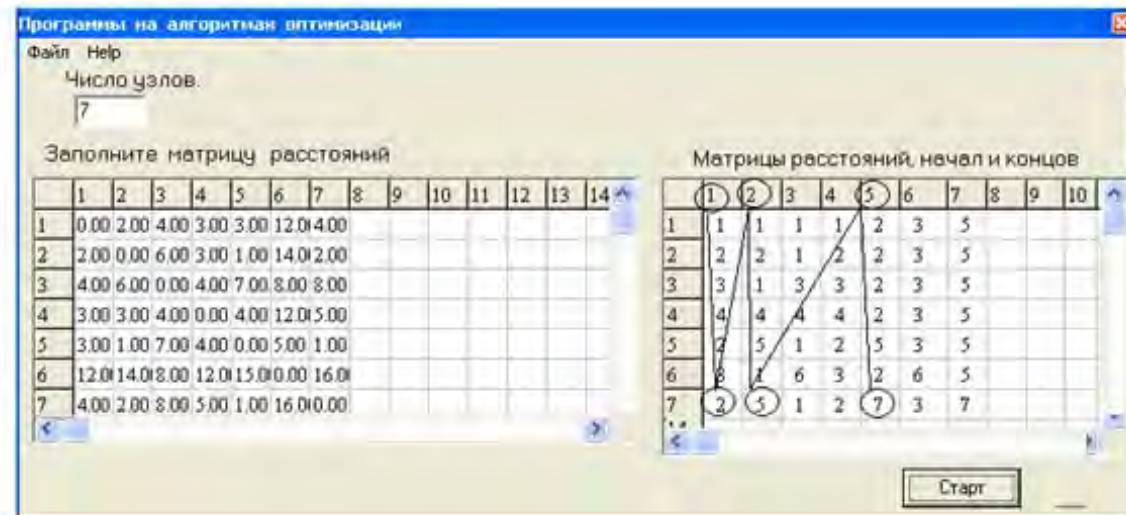 Программы на алгоритмах оптимизации
Файл Help
Число узлов.
7
Заполните матрицу расстояний
Матрицы расстояний, начал и концов
1 2 3 4 5 6 7 8 9 10 11 12 13 14
1 0.00 2.00 4.00 3.00 3.00 12.0 4.00
2 2.00 0.00 6.00 3.00 1.00 14.0 2.00
3 4.00 6.00 0.00 4.00 7.00 8.00 8.00
4 3.00 3.00 4.00 0.00 4.00 12.0 5.00
5 3.00 1.00 7.00 4.00 0.00 5.00 1.00
6 12.0 14.0 8.00 12.0 15.0 0.00 16.0
7 4.00 2.00 8.00 5.00 1.00 16.0 0.00
1 2 3 4 5 6 7 8 9 10
1 1 1 1 1 2 3 5
2 2 2 1 2 2 3 5
3 3 1 3 3 2 3 5
4 4 4 4 4 2 3 5
5 2 5 1 2 5 3 5
6 3 1 6 3 2 6 5
7 2 5 1 2 7 3 7
Старт